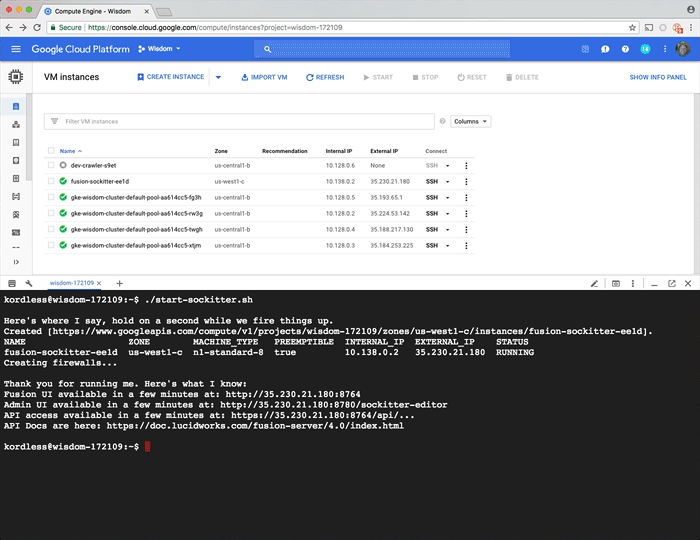 Compute Engine - Wisdom
Secure https://console.cloud.google.com/compute/instances?project=wisdom-172109
Google Cloud Platform Wisdom
VM instances CREATE INSTANCE IMPORT VM REFRESH START STOP RESET DELETE SHOW INFO PANEL
Filter VM instances Columns
Name Zone Recommendation Internal IP External IP Connect
dev-crawler-s9et us-central1-b 10.128.0.6 None SSH
fusion-sockitter-ee1d us-west1-c 10.138.0.2 35.230.21.180 SSH
gke-wisdom-cluster-default-pool-aa614cc5-fg3h us-central1-b 10.128.0.5 35.193.65.1 SSH
gke-wisdom-cluster-default-pool-aa614cc5-rw3g us-central1-b 10.128.0.2 35.224.53.142 SSH
gke-wisdom-cluster-default-pool-aa614cc5-twgh us-central1-b 10.128.0.4 35.188.217.130 SSH
gke-wisdom-cluster-default-pool-aa614cc5-xtjm us-central1-b 10.128.0.3 35.184.253.225 SSH
wisdom-172109
kordless@wisdom-172109:~$ ./start-sockitter.sh
Here's where I say, hold on a second while we fire things up.
Created [https://www.googleapis.com/compute/v1/projects/wisdom-172109/zones/us-west1-c/instances/fusion-sockitter-ee1d].
NAME ZONE MACHINE_TYPE PREEMPTIBLE INTERNAL_IP EXTERNAL_IP STATUS
fusion-sockitter-ee1d us-west1-c n1-standard-8 true 10.138.0.2 35.230.21.180 RUNNING
Creating firewalls...
Thank you for running me. Here's what I know:
Fusion UI available in a few minutes at: http://35.230.21.180:8764
Admin UI available in a few minutes at: http://35.230.21.180:8780/sockitter-editor
API access available in a few minutes at: https://35.230.21.180:8764/api/...
API Docs are here: https://doc.lucidworks.com/fusion-server/4.0/index.html
kordless@wisdom-172109:~$